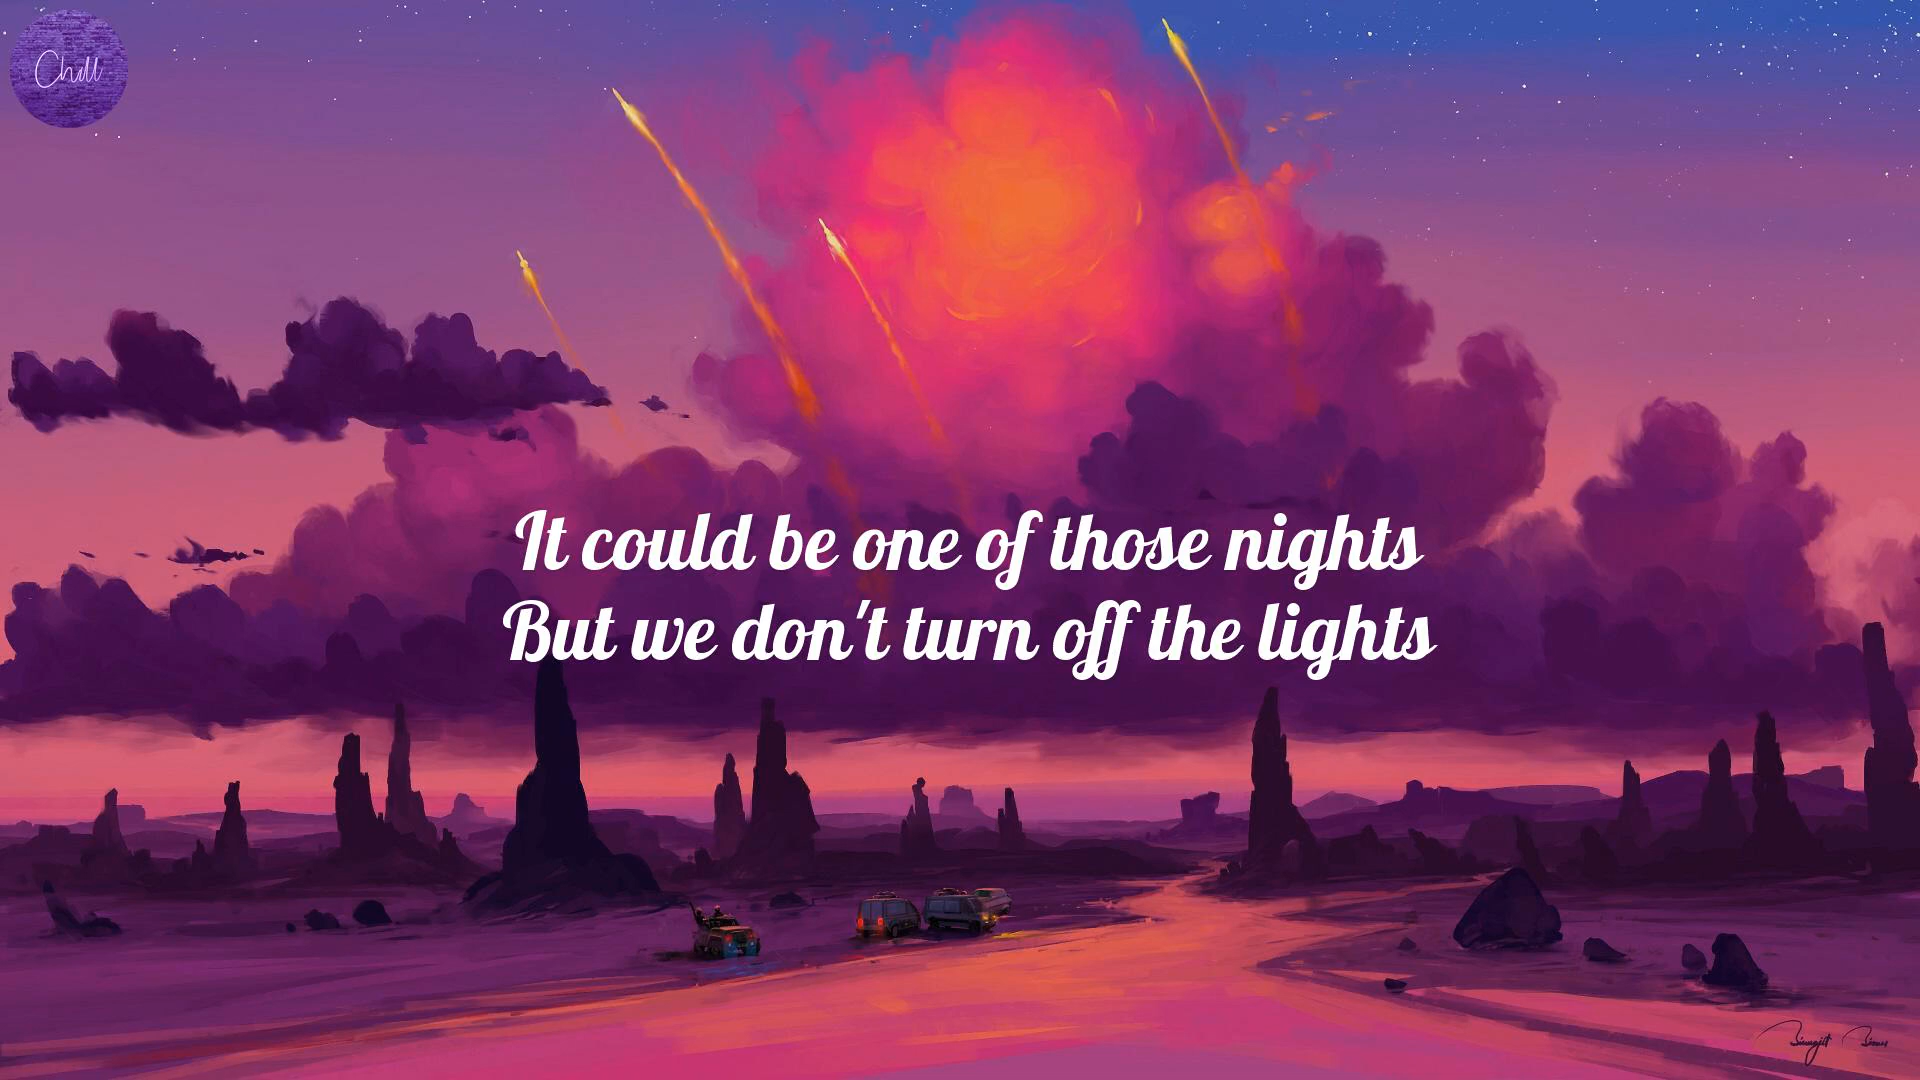 Chill
It could be one of those nights
But we don't turn off the lights